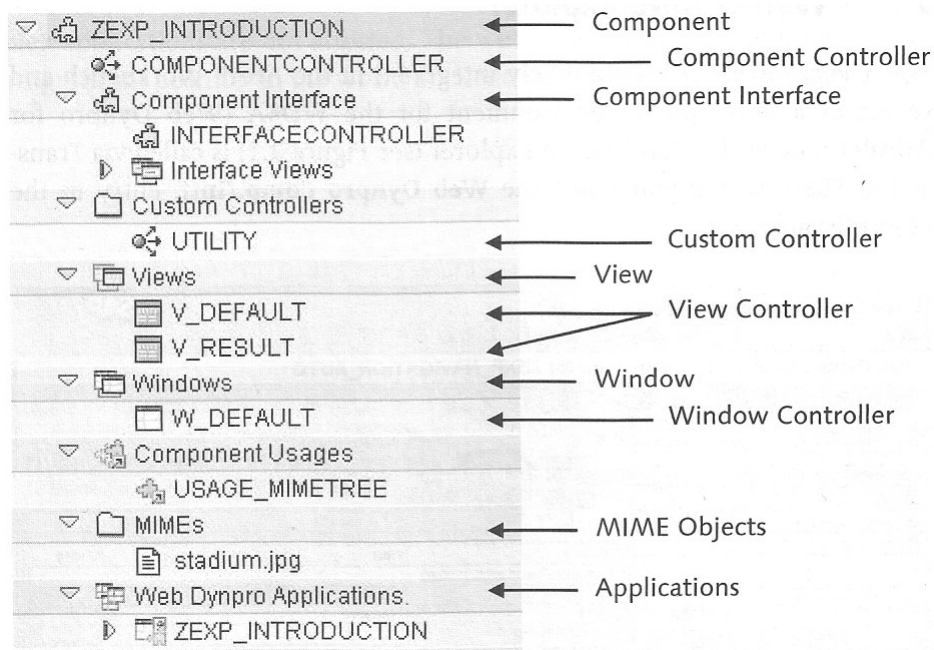 ZEXP_INTRODUCTION Component
COMPONENTCONTROLLER Component Controller
Component Interface Component Interface
INTERFACECONTROLLER
Interface Views
Custom Controllers
UTILITY Custom Controller
Views View
V_DEFAULT View Controller
V_RESULT
Windows Window
W_DEFAULT Window Controller
Component Usages
USAGE_MIMETREE
MIMEs MIME Objects
stadium.jpg
Web Dynpro Applications. Applications
ZEXP_INTRODUCTION